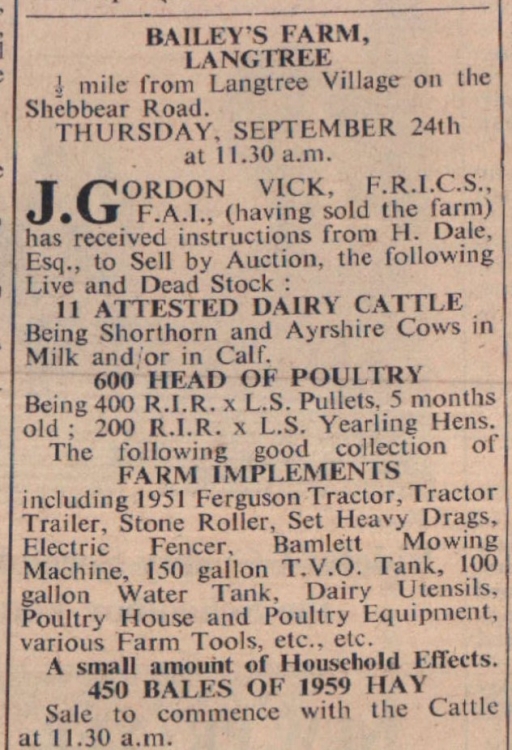 BAILEY'S FARM,
LANGTREE
½ mile from Langtree Village on the
Shebbear Road.
THURSDAY, SEPTEMBER 24th
at 11.30 a.m.
J. GORDON VICK, F.R.I.C.S.,
F.A.I., (having sold the farm)
has received instructions from H. Dale,
Esq., to Sell by Auction, the following
Live and Dead Stock :
11 ATTESTED DAIRY CATTLE
Being Shorthorn and Ayrshire Cows in
Milk and/or in Calf.
600 HEAD OF POULTRY
Being 400 R.I.R. x L.S. Pullets, 5 months
old ; 200 R.I.R. x L.S. Yearling Hens.
The following good collection of
FARM IMPLEMENTS
including 1951 Ferguson Tractor, Tractor
Trailer, Stone Roller, Set Heavy Drags,
Electric Fencer, Bamlett Mowing
Machine, 150 gallon T.V.O. Tank, 100
gallon Water Tank, Dairy Utensils,
Poultry House and Poultry Equipment,
various Farm Tools, etc., etc.
A small amount of Household Effects.
450 BALES OF 1959 HAY
Sale to commence with the Cattle
at 11.30 a.m.